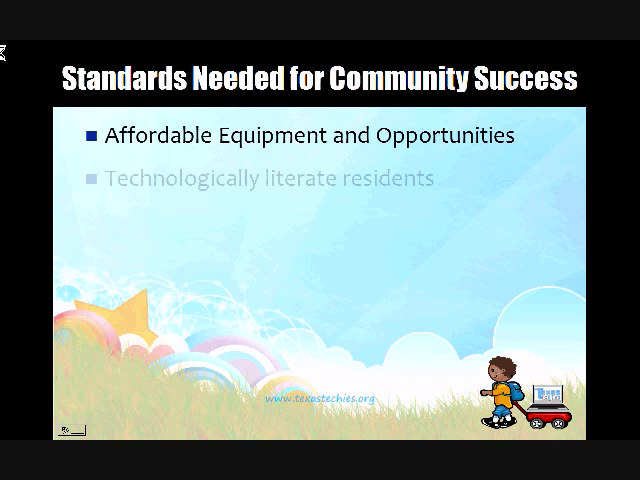 Standards Needed for Community Success
Affordable Equipment and Opportunities
Technologically literate residents
www.texastechies.org